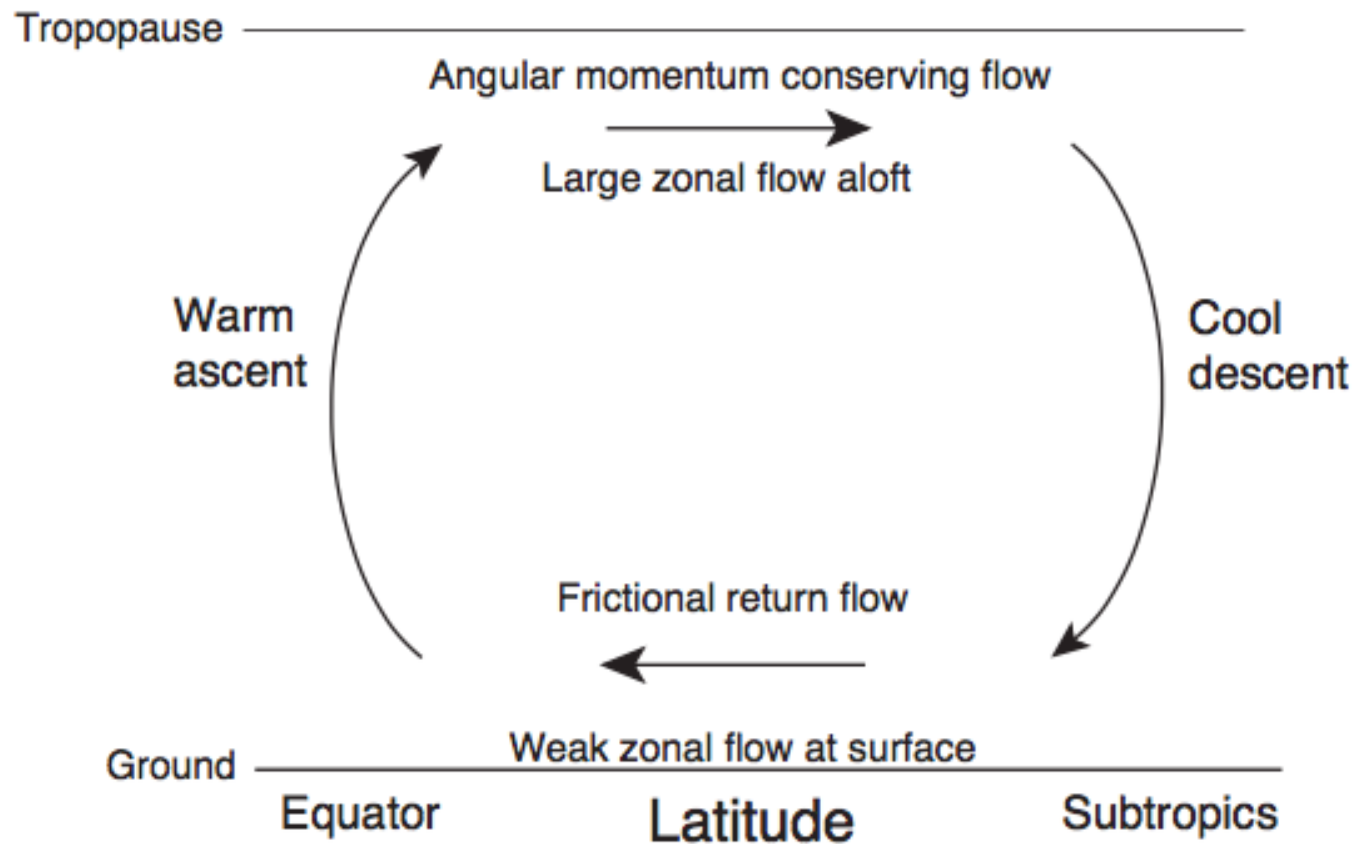 Tropopause
Angular momentum conserving flow
Large zonal flow aloft
Warm
ascent
Cool
descent
Frictional return flow
Weak zonal flow at surface
Ground
Equator
Latitude
Subtropics